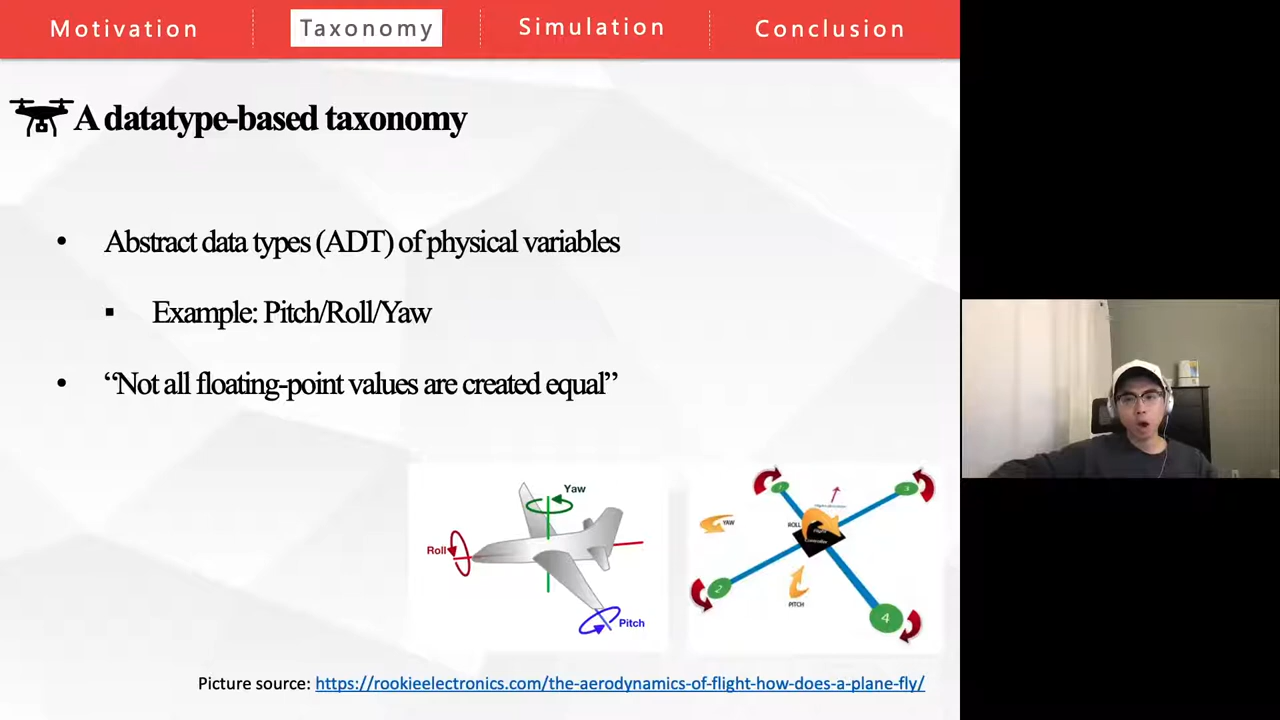 Motivation
Taxonomy
Simulation
Conclusion
A datatype-based taxonomy
• Abstract data types (ADT) of physical variables
▪ Example: Pitch/Roll/Yaw
• “Not all floating-point values are created equal”
Yaw
Roll
Pitch
YAW
ROLL
PITCH
2
4
Picture source: https://rookieelectronics.com/the-aerodynamics-of-flight-how-does-a-plane-fly/